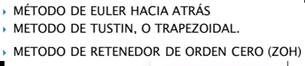 MÉTODO DE EULER HACIA ATRÁS
METODO DE TUSTIN, O TRAPEZOIDAL.
METODO DE RETENEDOR DE ORDEN CERO (ZOH)